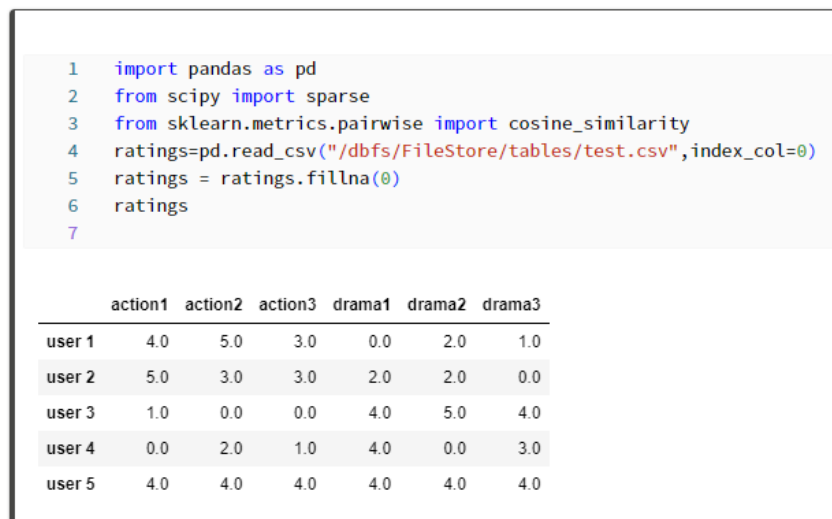 1 import pandas as pd
2 from scipy import sparse
3 from sklearn.metrics.pairwise import cosine_similarity
4 ratings=pd.read_csv("/dbfs/FileStore/tables/test.csv",index_col=0)
5 ratings = ratings.fillna(0)
6 ratings
7
action1 action2 action3 drama1 drama2 drama3
user 1 4.0 5.0 3.0 0.0 2.0 1.0
user 2 5.0 3.0 3.0 2.0 2.0 0.0
user 3 1.0 0.0 0.0 4.0 5.0 4.0
user 4 0.0 2.0 1.0 4.0 0.0 3.0
user 5 4.0 4.0 4.0 4.0 4.0 4.0